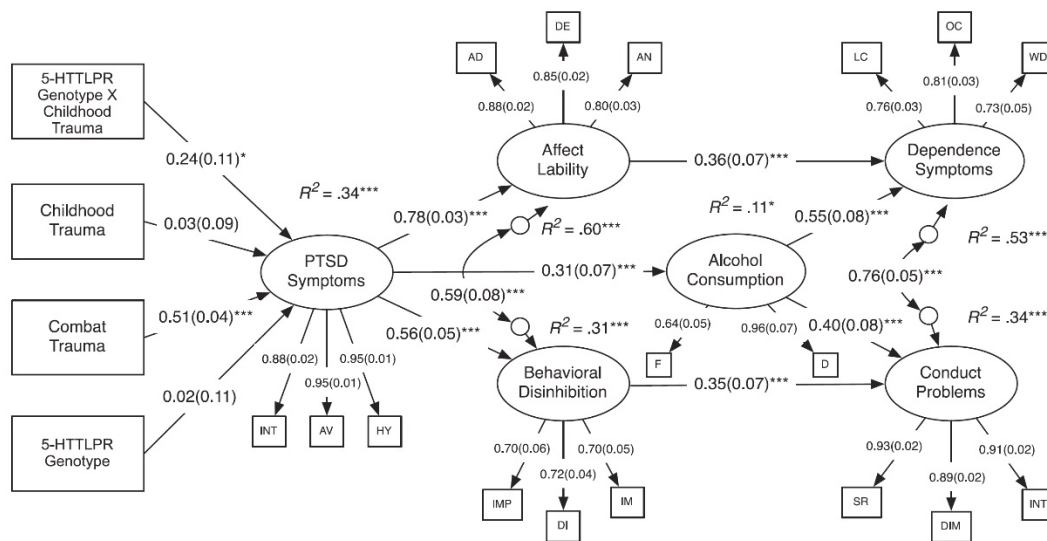 5-HTTLPR
Genotype X
Childhood
Trauma
Childhood
Trauma
Combat
Trauma
5-HTTLPR
Genotype
0.24(0.11)*
0.03(0.09)
0.51(0.04)***
0.02(0.11)
R² = .34***
PTSD
Symptoms
0.88(0.02)
0.95(0.01)
0.95(0.01)
INT
AV
HY
0.78(0.03)***
0.31(0.07)***
0.56(0.05)***
0.59(0.08)***
AD
DE
AN
0.88(0.02)
0.85(0.02)
0.80(0.03)
Affect
Lability
R² = .60***
R² = .31***
Behavioral
Disinhibition
0.70(0.06)
0.72(0.04)
0.70(0.05)
IMP
DI
IM
0.36(0.07)***
R² = .11*
Alcohol
Consumption
0.64(0.05)
0.96(0.07)
F
D
0.55(0.08)***
0.40(0.08)***
0.35(0.07)***
LC
OC
WD
0.76(0.03)
0.81(0.03)
0.73(0.05)
Dependence
Symptoms
R² = .53***
0.76(0.05)***
R² = .34***
Conduct
Problems
0.93(0.02)
0.89(0.02)
0.91(0.02)
SR
DIM
INT